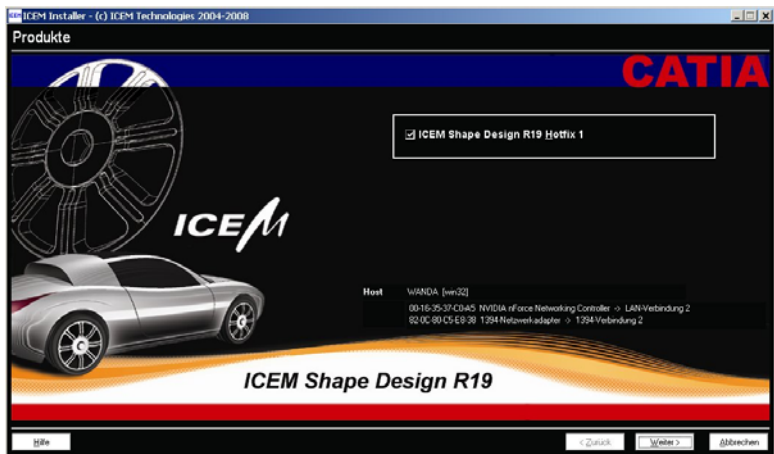 ICEM ICEM Installer - (c) ICEM Technologies 2004-2008
Produkte
CATIA
ICEM Shape Design R19 Hotfix 1
ICEM
Host WANDA [win32]
00-16-35-37-C0-A5 NVIDIA nForce Networking Controller -> LAN-Verbindung 2
82-0C-80-C5-E8-38 1394-Netzwerkadapter -> 1394-Verbindung 2
ICEM Shape Design R19
Hilfe < Zurück Weiter > Abbrechen